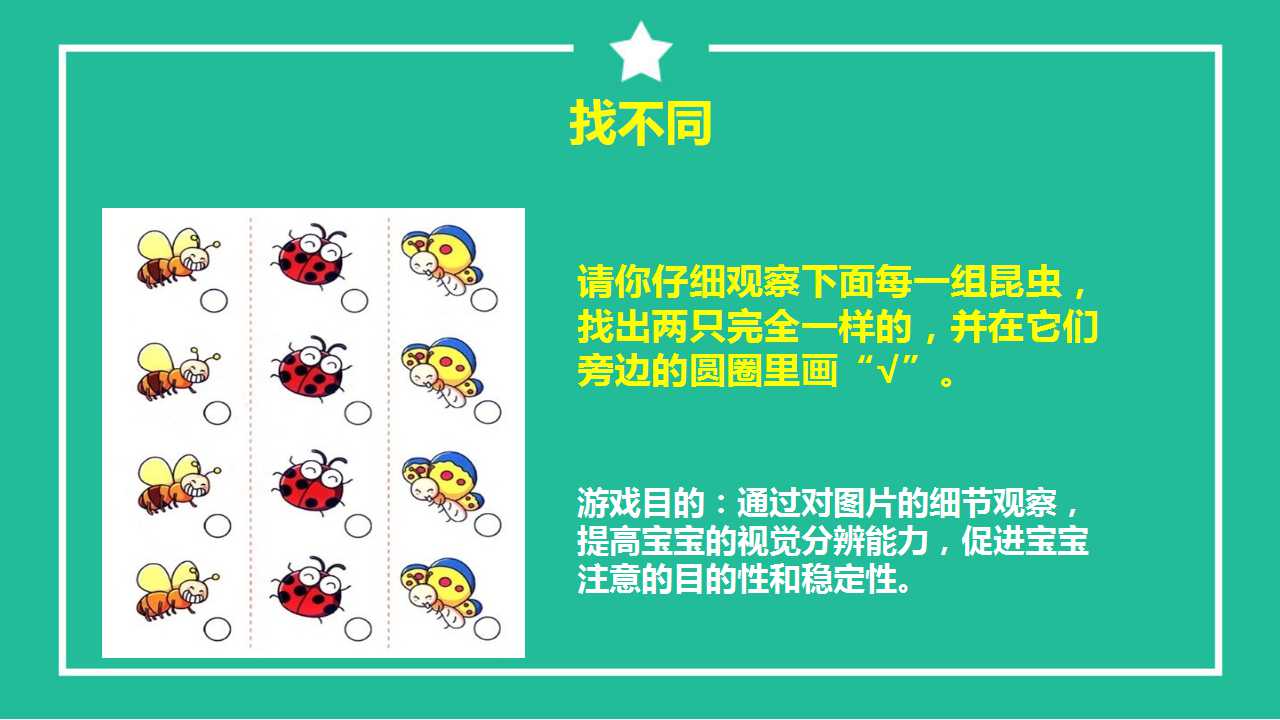 找不同
请你仔细观察下面每一组昆虫，
找出两只完全一样的，并在它们
旁边的圆圈里画“√”。
游戏目的：通过对图片的细节观察，
提高宝宝的视觉分辨能力，促进宝宝
注意的目的性和稳定性。